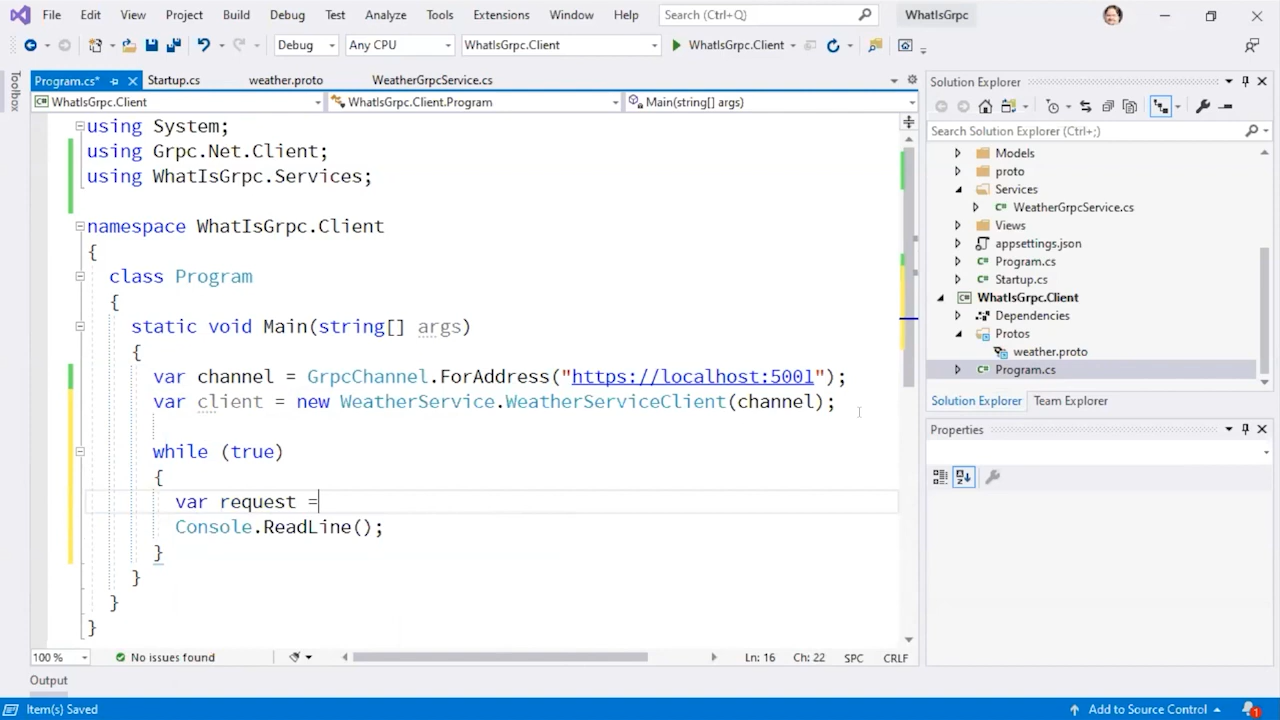 File Edit View Project Build Debug Test Analyze Tools Extensions Window Help Search (Ctrl+Q) WhatIsGrpc
Debug Any CPU WhatIsGrpc.Client WhatIsGrpc.Client
Toolbox
Program.cs* Startup.cs weather.proto WeatherGrpcService.cs
WhatIsGrpc.Client WhatIsGrpc.Client.Program Main(string[] args)
using System;
using Grpc.Net.Client;
using WhatIsGrpc.Services;
namespace WhatIsGrpc.Client
{
class Program
{
static void Main(string[] args)
{
var channel = GrpcChannel.ForAddress("https://localhost:5001");
var client = new WeatherService.WeatherServiceClient(channel);
while (true)
{
var request =
Console.ReadLine();
}
}
}
}
100 % No issues found Ln: 16 Ch: 22 SPC CRLF
Output
Solution Explorer
Search Solution Explorer (Ctrl+;)
Models
proto
Services
C# WeatherGrpcService.cs
Views
appsettings.json
C# Program.cs
C# Startup.cs
C# WhatIsGrpc.Client
Dependencies
Protos
weather.proto
C# Program.cs
Solution Explorer Team Explorer
Properties
Item(s) Saved Add to Source Control 1